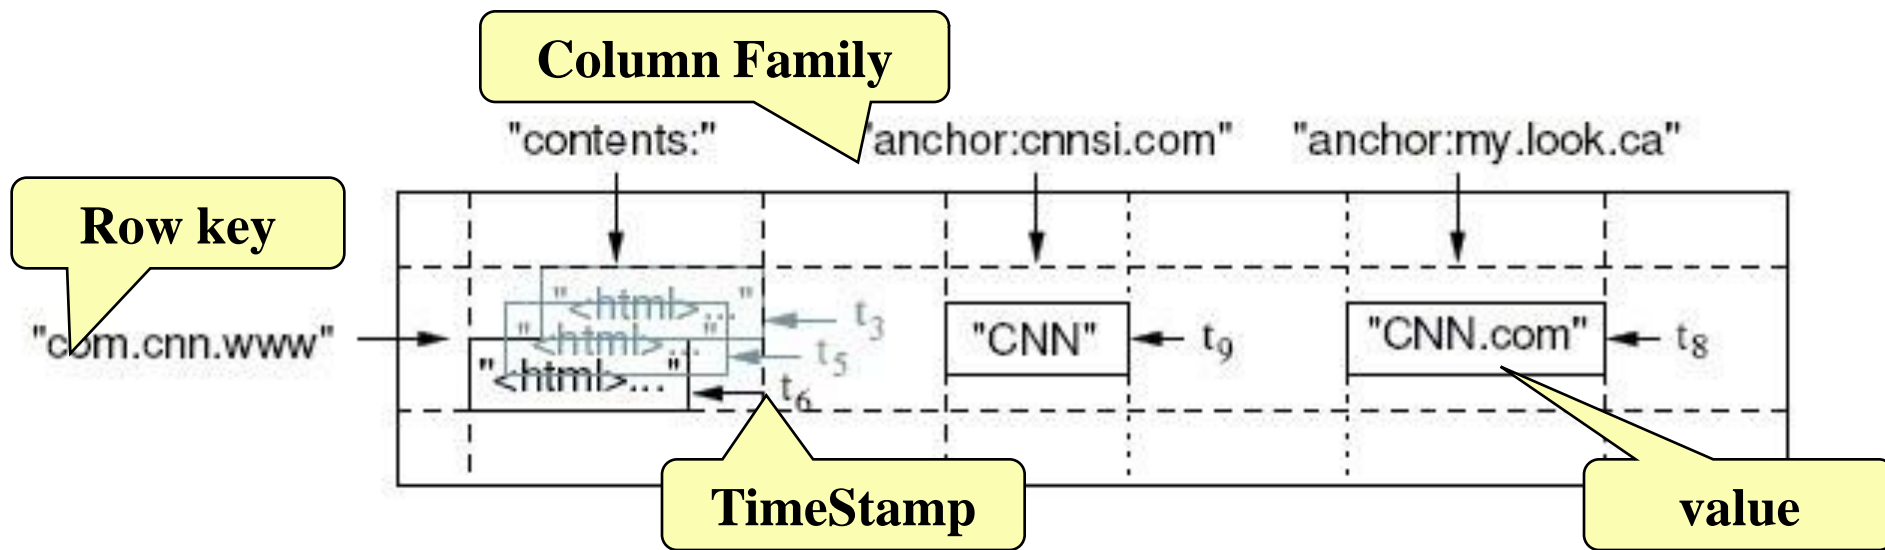 Column Family
"contents:" "anchor:cnnsi.com" "anchor:my.look.ca"
Row key
"<html>..." t3
"com.cnn.www" "<html>..." t5 "CNN" t9 "CNN.com" t8
"<html>..." t6
TimeStamp value